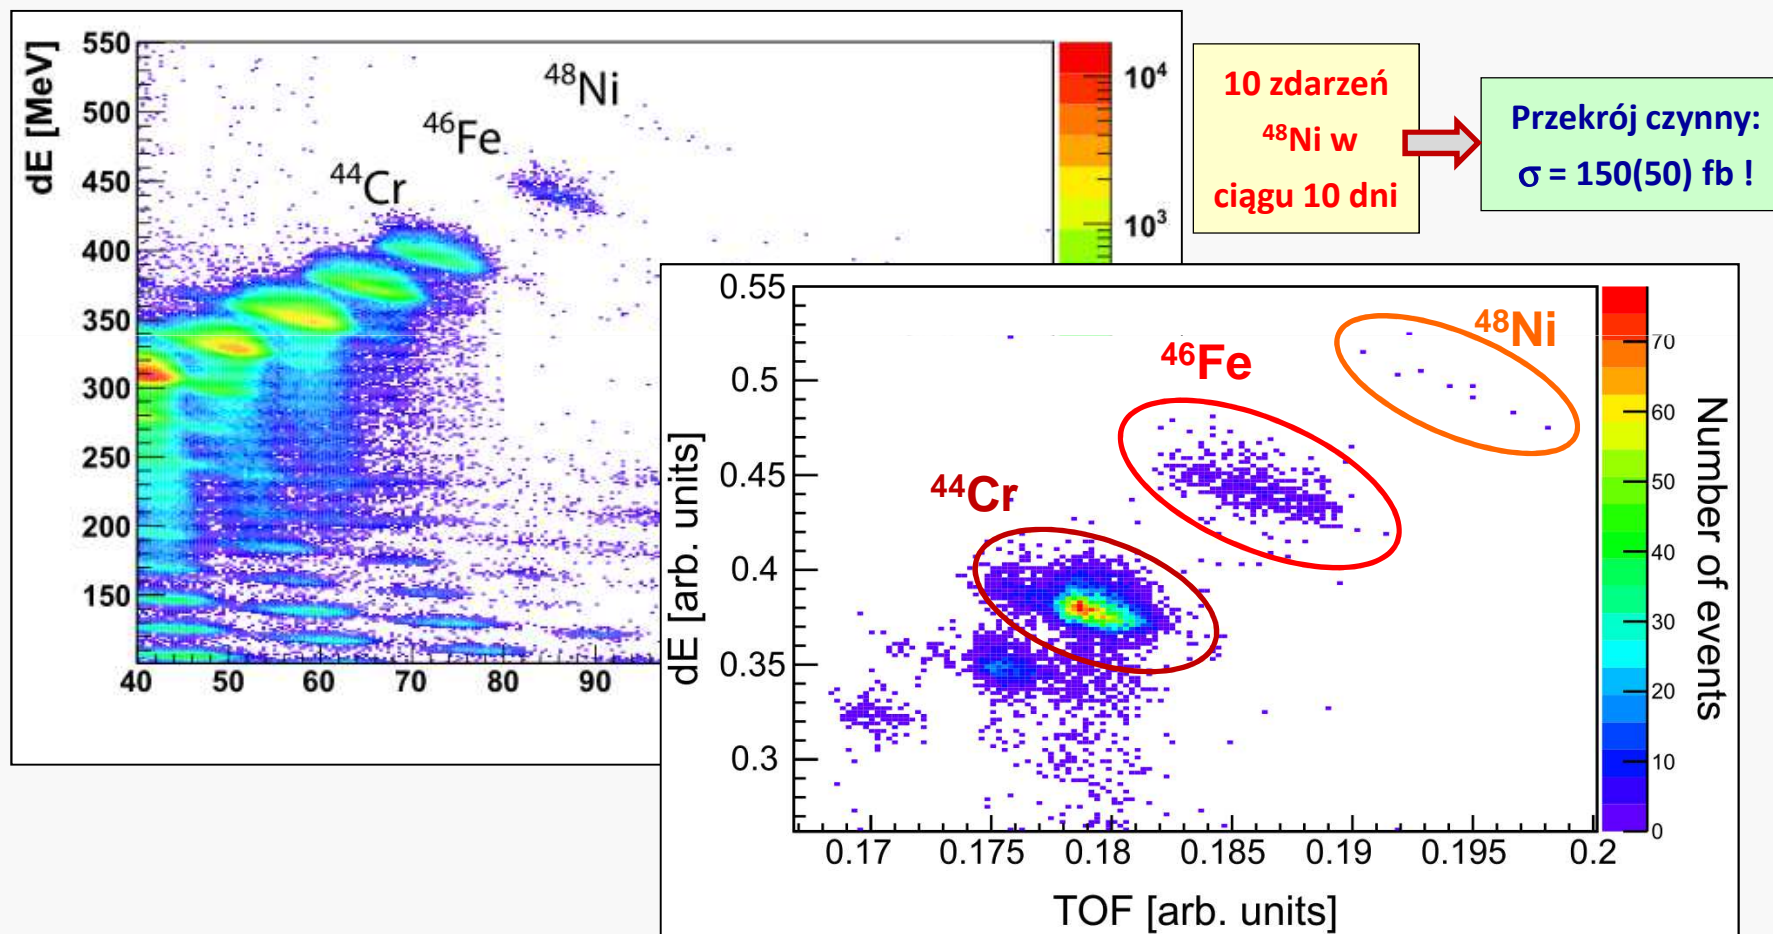 dE [MeV]
550
500
450
400
350
300
250
200
150
40 50 60 70 80 90
⁴⁸Ni
⁴⁶Fe
⁴⁴Cr
10⁴
10³
10 zdarzeń
⁴⁸Ni w
ciągu 10 dni
Przekrój czynny:
σ = 150(50) fb !
dE [arb. units]
0.55
0.5
0.45
0.4
0.35
0.3
⁴⁸Ni
⁴⁶Fe
⁴⁴Cr
0.17 0.175 0.18 0.185 0.19 0.195 0.2
TOF [arb. units]
70
60
50
40
30
20
10
0
Number of events